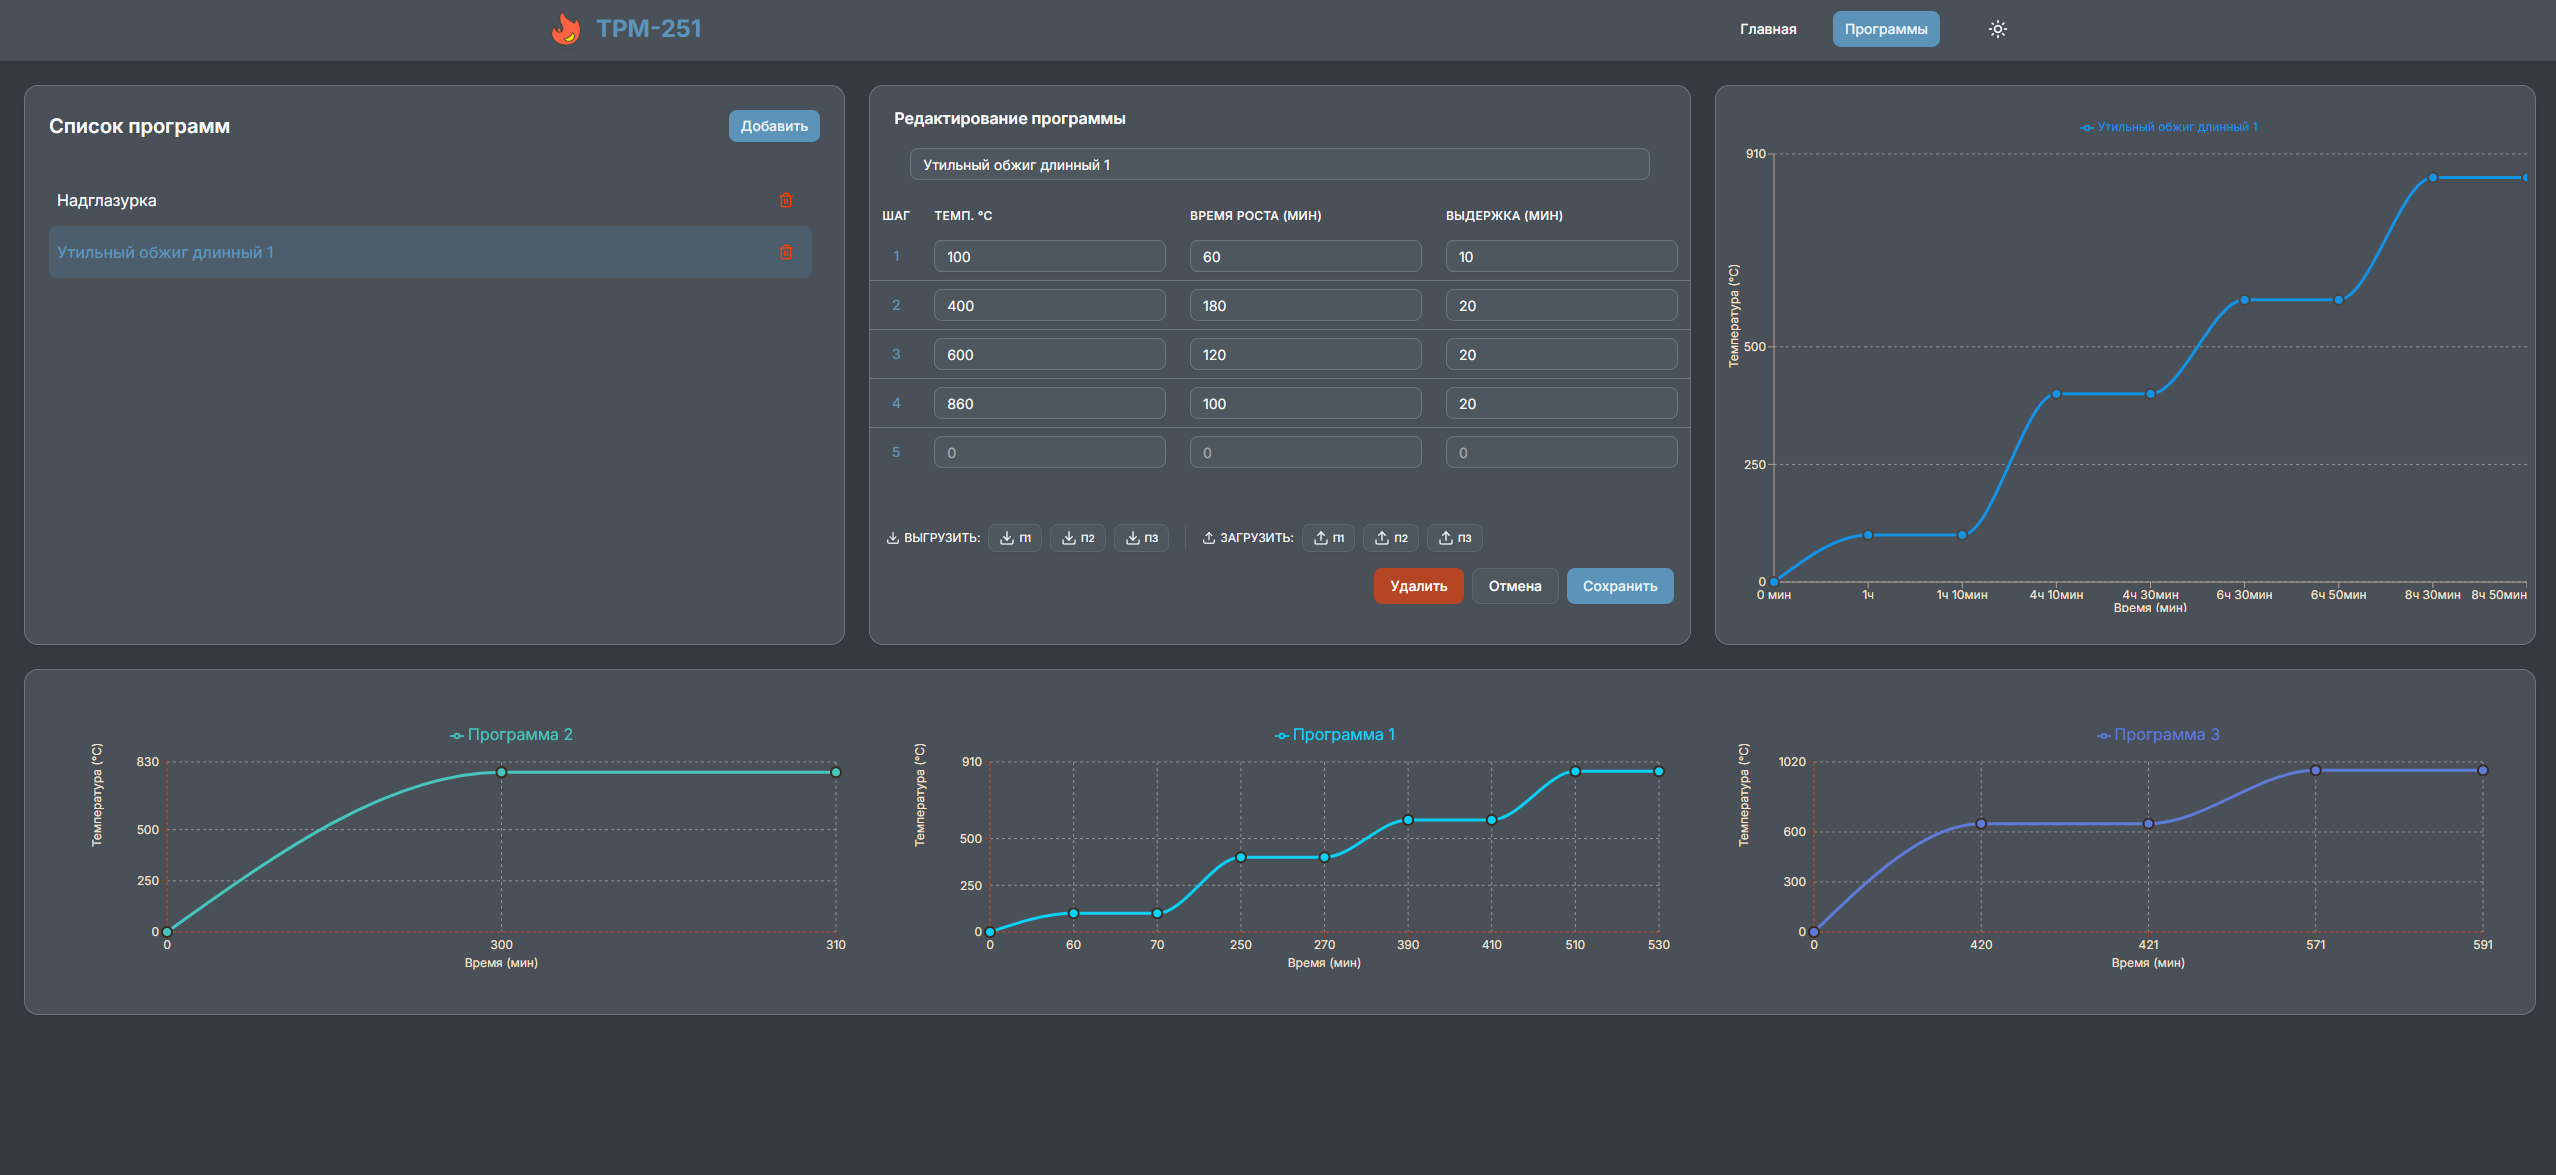 ТРМ-251
Главная
Программы
Список программ
Добавить
Надглазурка
Утильный обжиг длинный 1
Редактирование программы
Утильный обжиг длинный 1
ШАГ ТЕМП. °C ВРЕМЯ РОСТА (МИН) ВЫДЕРЖКА (МИН)
1 100 60 10
2 400 180 20
3 600 120 20
4 860 100 20
5 0 0 0
ВЫГРУЗИТЬ: П1 П2 П3 ЗАГРУЗИТЬ: П1 П2 П3
Удалить Отмена Сохранить
Утильный обжиг длинный 1
910
500
250
0
Температура (°C)
0 мин 1ч 1ч 10мин 4ч 10мин 4ч 30мин 6ч 30мин 6ч 50мин 8ч 30мин 8ч 50мин
Время (мин)
Программа 2
Температура (°C)
830
500
250
0
0 300 310
Время (мин)
Программа 1
Температура (°C)
910
500
250
0
0 60 70 250 270 390 410 510 530
Время (мин)
Программа 3
Температура (°C)
1020
600
300
0
0 420 421 571 591
Время (мин)